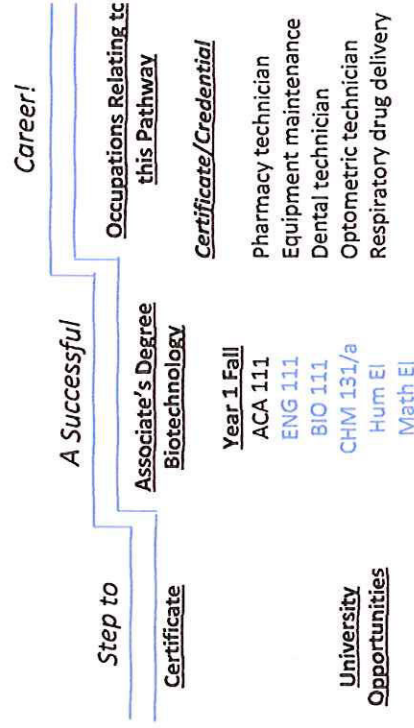 Step to
A Successful
Career!
Certificate
University
Opportunities
Associate's Degree
Biotechnology
Year 1 Fall
ACA 111
ENG 111
BIO 111
CHM 131/a
Hum El
Math El
Occupations Relating to
this Pathway
Certificate/Credential
Pharmacy technician
Equipment maintenance
Dental technician
Optometric technician
Respiratory drug delivery